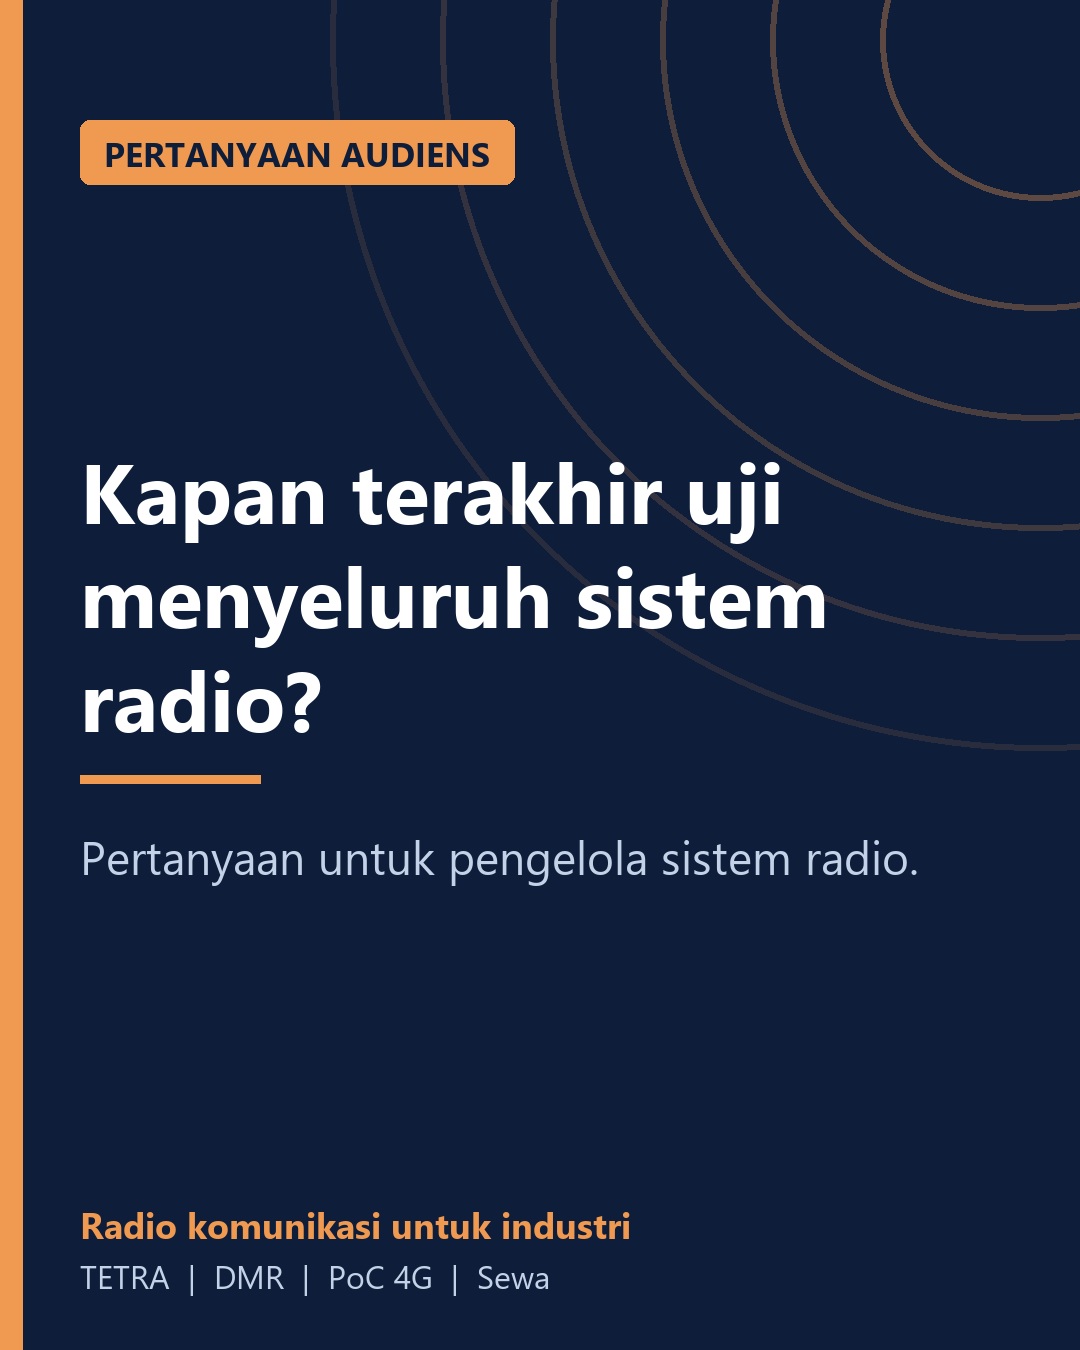 PERTANYAAN AUDIENS
Kapan terakhir uji
menyeluruh sistem
radio?
Pertanyaan untuk pengelola sistem radio.
Radio komunikasi untuk industri
TETRA | DMR | PoC 4G | Sewa